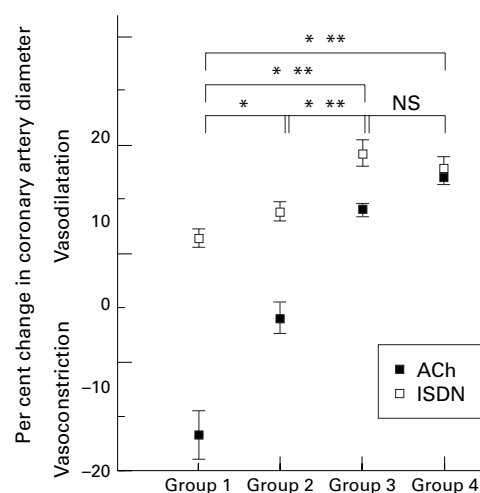 * **
* **
* * ** NS
Per cent change in coronary artery diameter
Vasodilatation
Vasoconstriction
20
10
0
−10
−20
ACh
ISDN
Group 1 Group 2 Group 3 Group 4